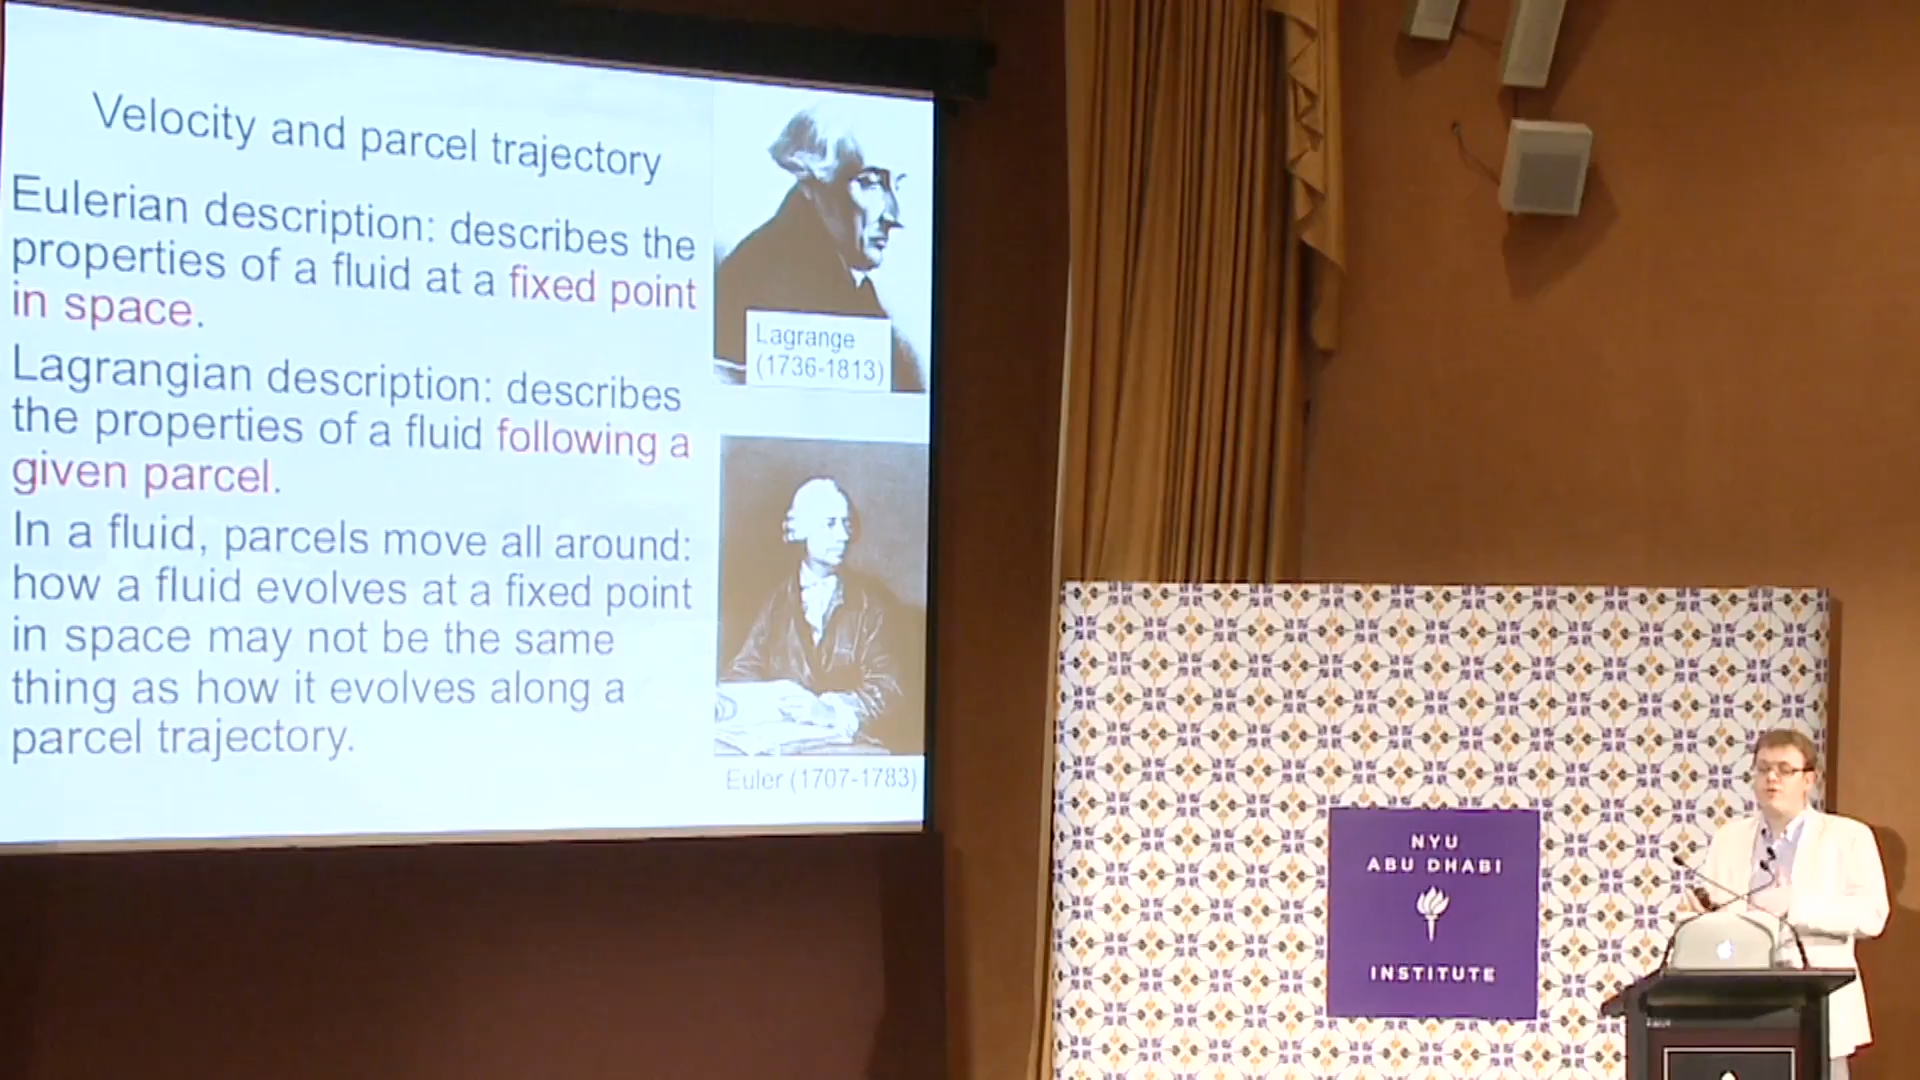 Velocity and parcel trajectory
Eulerian description: describes the
properties of a fluid at a fixed point
in space.
Lagrangian description: describes
the properties of a fluid following a
given parcel.
In a fluid, parcels move all around:
how a fluid evolves at a fixed point
in space may not be the same
thing as how it evolves along a
parcel trajectory.
Lagrange
(1736-1813)
Euler (1707-1783)
NYU
ABU DHABI
INSTITUTE